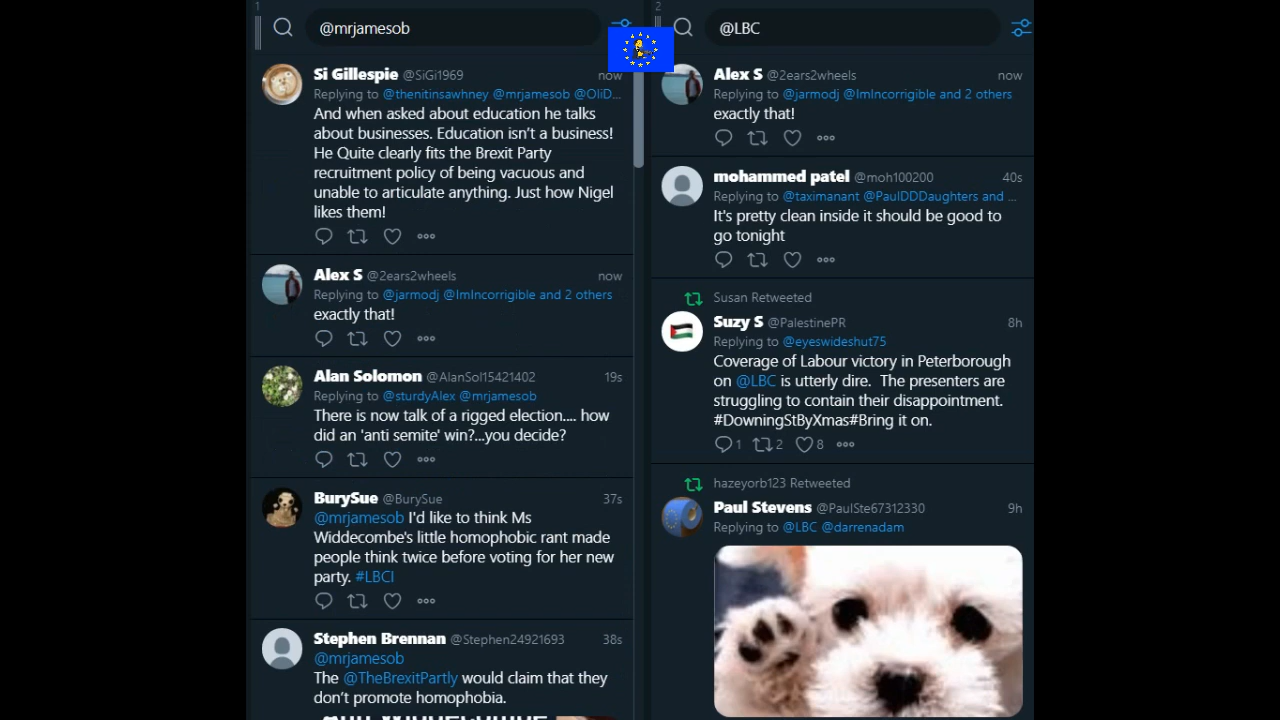 1
@mrjamesob
Si Gillespie @SiGi1969 now
Replying to @thenitinsawhney @mrjamesob @OliD...
And when asked about education he talks
about businesses. Education isn’t a business!
He Quite clearly fits the Brexit Party
recruitment policy of being vacuous and
unable to articulate anything. Just how Nigel
likes them!
Alex S @2ears2wheels now
Replying to @jarmodj @ImIncorrigible and 2 others
exactly that!
Alan Solomon @AlanSol15421402 19s
Replying to @sturdyAlex @mrjamesob
There is now talk of a rigged election.... how
did an 'anti semite' win?...you decide?
BurySue @BurySue 37s
@mrjamesob I'd like to think Ms
Widdecombe's little homophobic rant made
people think twice before voting for her new
party. #LBCI
Stephen Brennan @Stephen24921693 38s
@mrjamesob
The @TheBrexitPartly would claim that they
don’t promote homophobia.
Ann Widdecombe
2
@LBC
Alex S @2ears2wheels now
Replying to @jarmodj @ImIncorrigible and 2 others
exactly that!
mohammed patel @moh100200 40s
Replying to @taximanant @PaulDDDaughters and ...
It's pretty clean inside it should be good to
go tonight
Susan Retweeted
Suzy S @PalestinePR 8h
Replying to @eyeswideshut75
Coverage of Labour victory in Peterborough
on @LBC is utterly dire.  The presenters are
struggling to contain their disappointment.
#DowningStByXmas#Bring it on.
1 2 8
hazeyorb123 Retweeted
Paul Stevens @PaulSte67312330 9h
Replying to @LBC @darrenadam